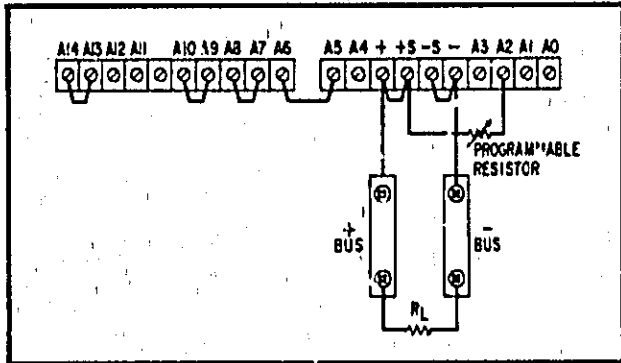 A14 A13 A12 A11 A10 A9 A8 A7 A6 A5 A4 + +S -S - A3 A2 A1 A0
PROGRAMMABLE
RESISTOR
+
BUS
-
BUS
RL